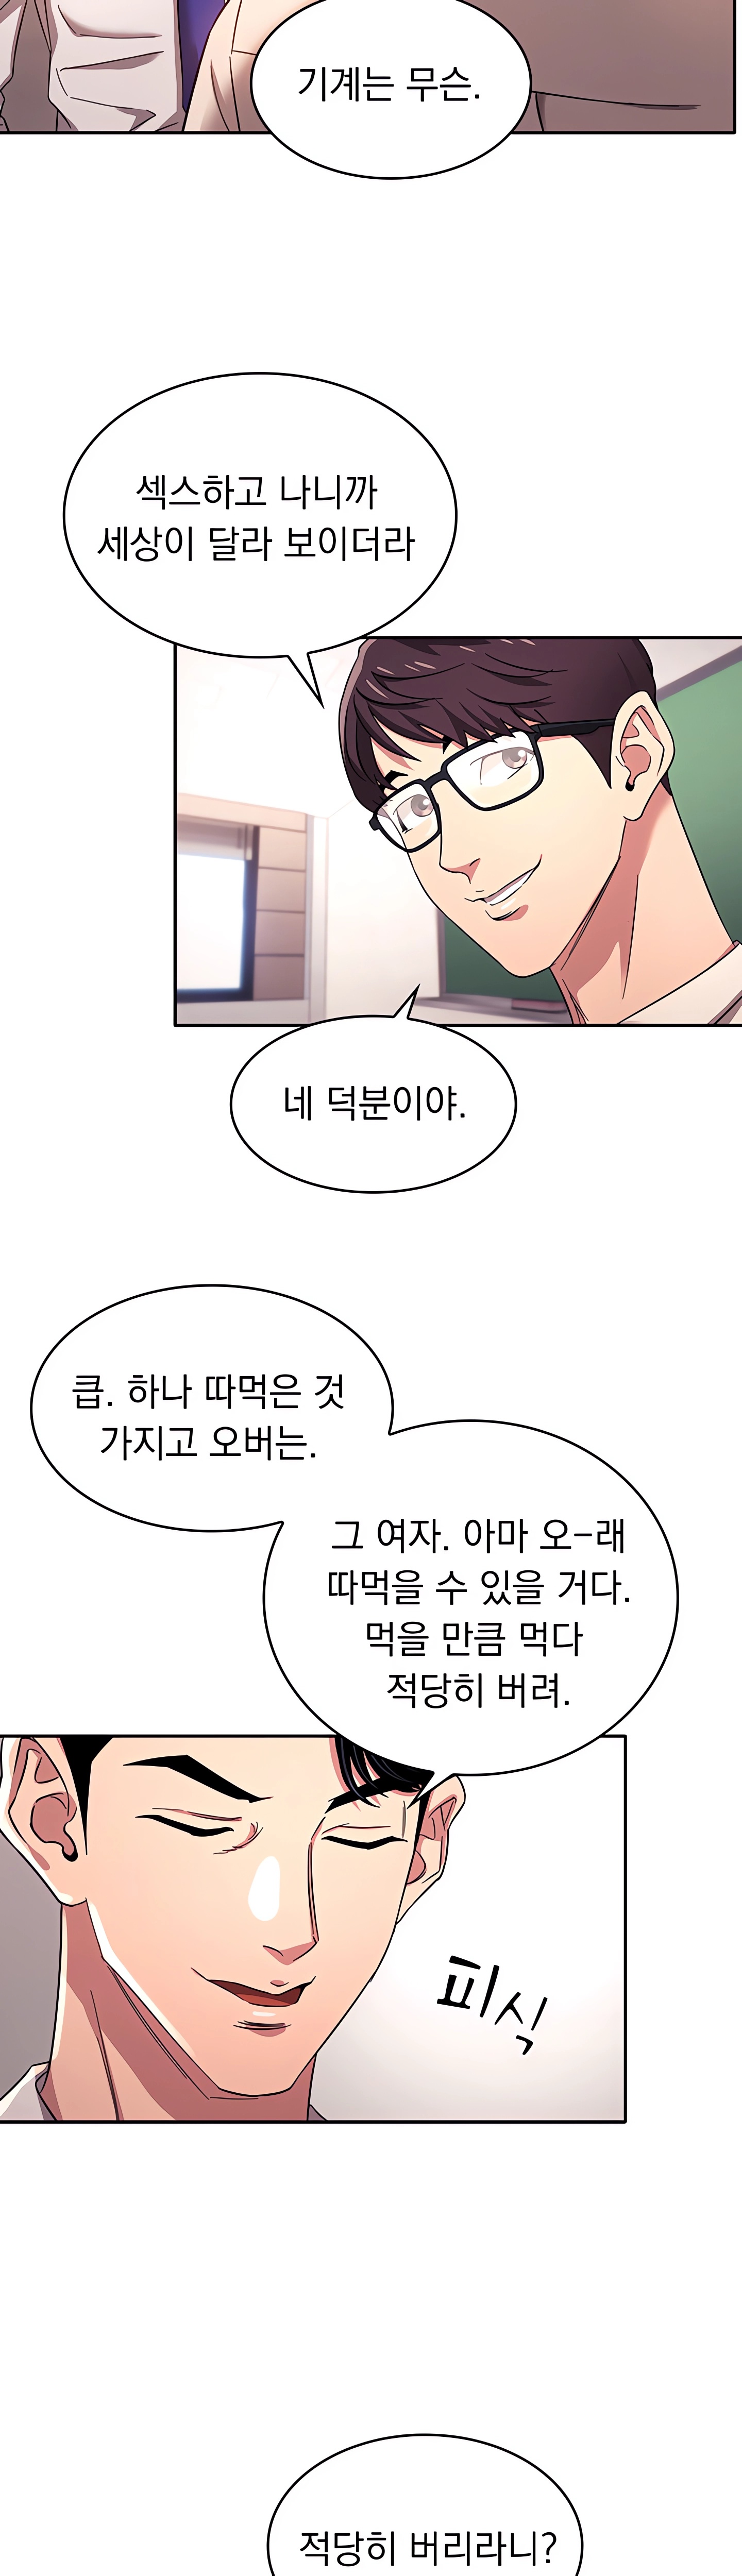 기계는 무슨.
섹스하고 나니까
세상이 달라 보이더라
네 덕분이야.
큽. 하나 따먹은 것
가지고 오버는.
그 여자. 아마 오-래
따먹을 수 있을 거다.
먹을 만큼 먹다
적당히 버려.
피식
적당히 버리라니?